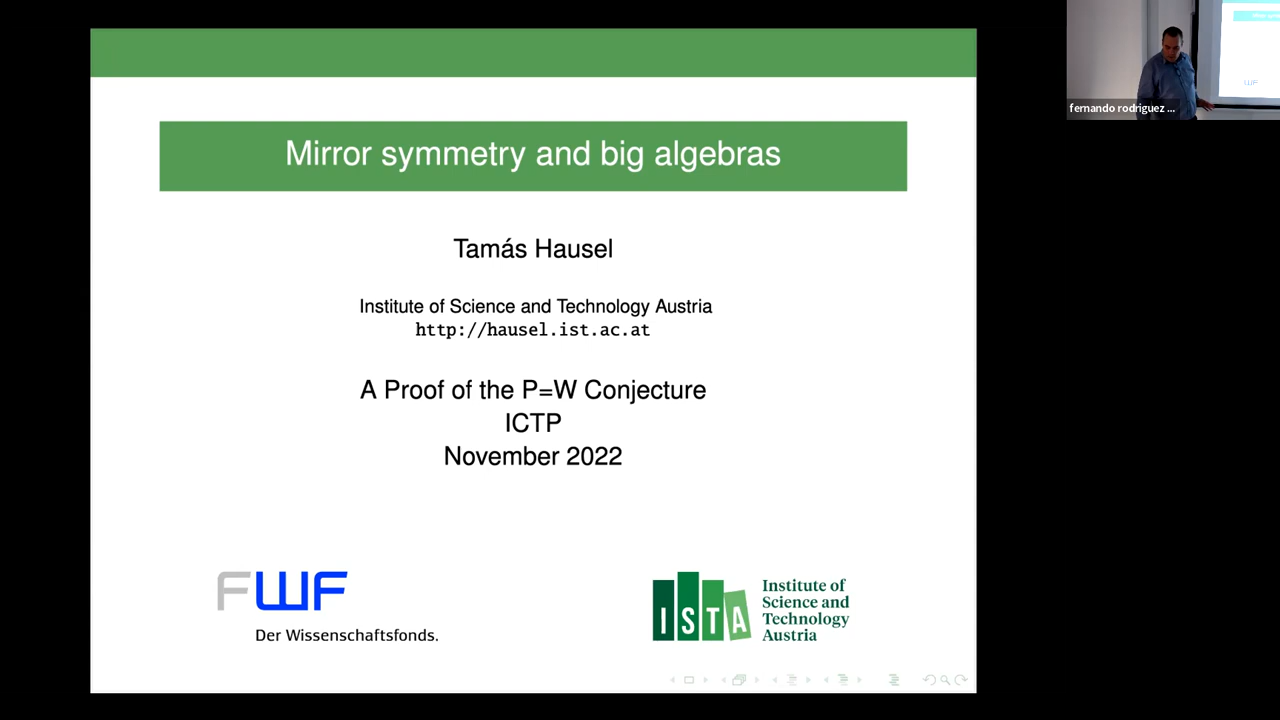 Mirror symmetry and big algebras
Tamás Hausel
Institute of Science and Technology Austria
http://hausel.ist.ac.at
A Proof of the P=W Conjecture
ICTP
November 2022
FWF
Der Wissenschaftsfonds.
ISTA
Institute of
Science and
Technology
Austria
fernando rodriguez ...
FWF